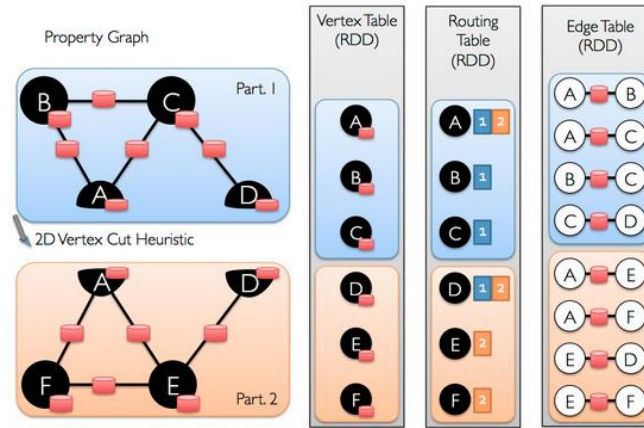 Property Graph
Part. 1
B
C
A
D
2D Vertex Cut Heuristic
A
D
F
E
Part. 2
Vertex Table
(RDD)
A
B
C
D
E
F
Routing
Table
(RDD)
A 1 2
B 1
C 1
D 1 2
E 2
F 2
Edge Table
(RDD)
A B
A C
B C
C D
A E
A F
E D
E F